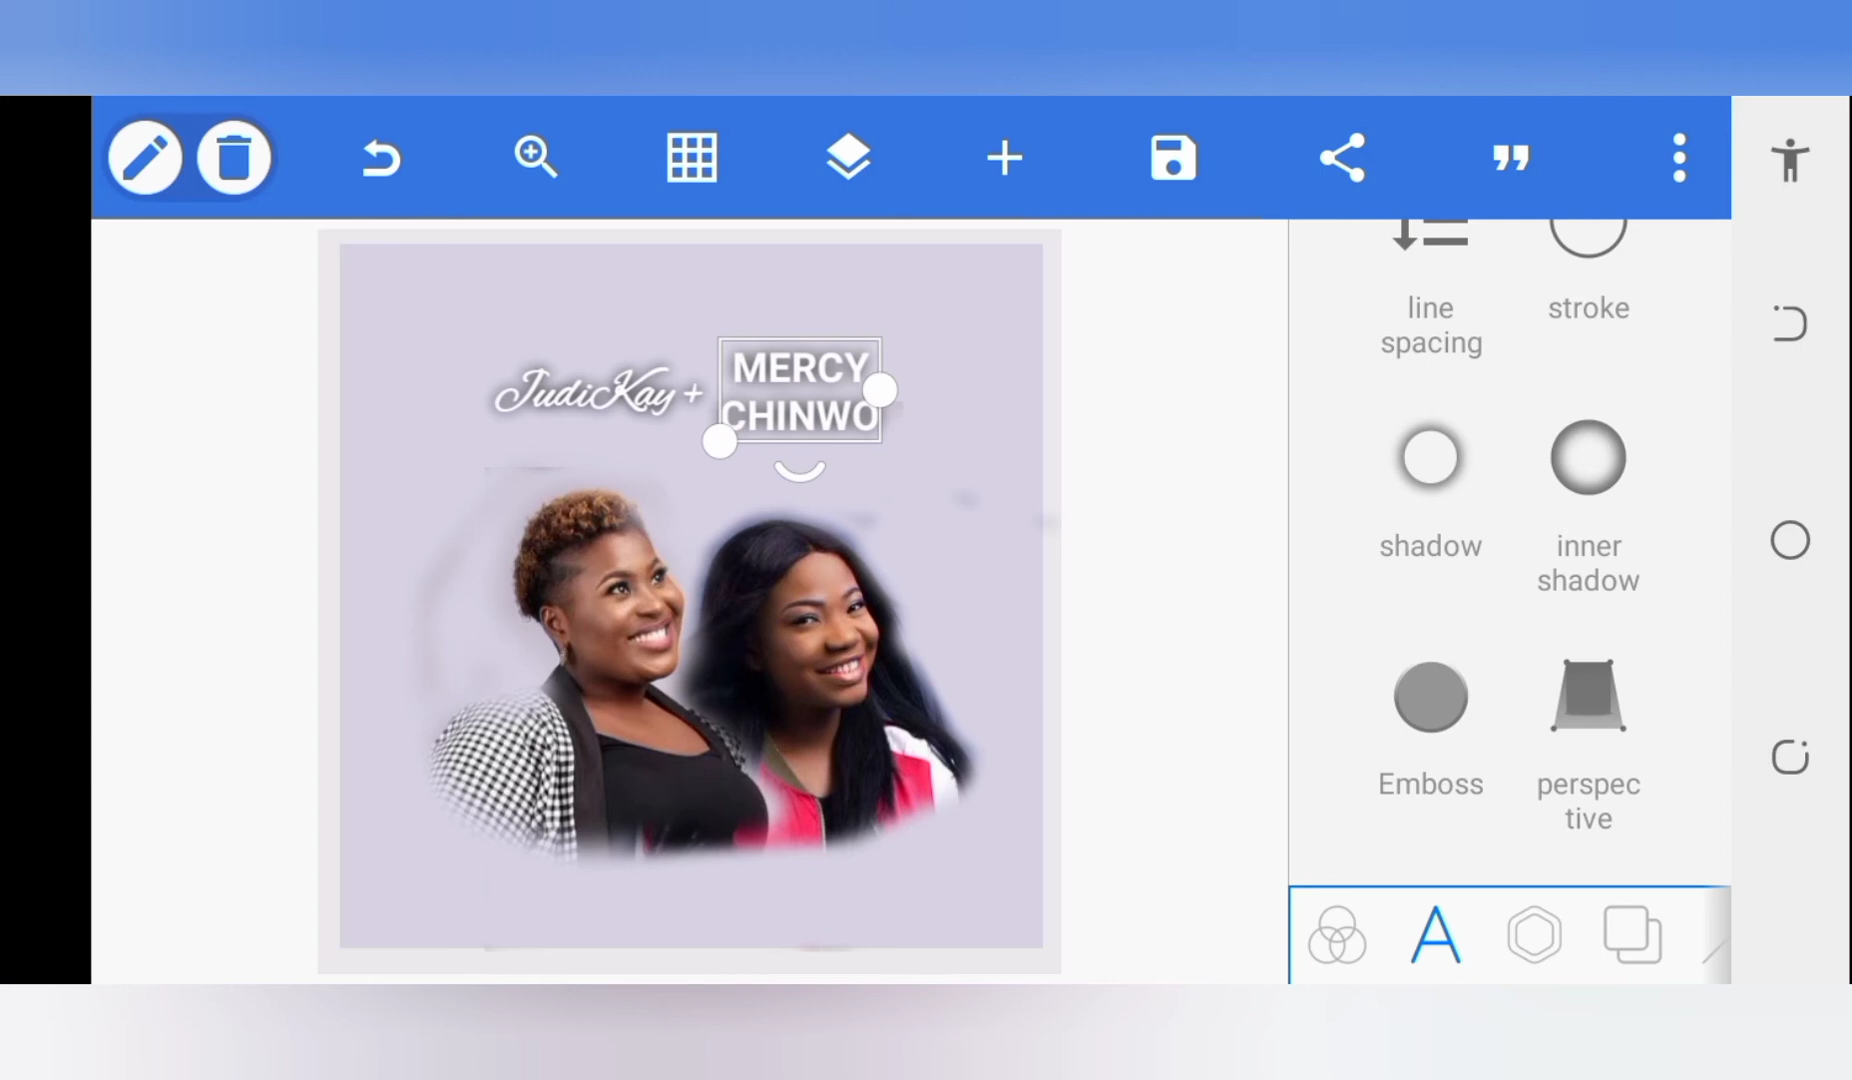 JudiKay +
MERCY
CHINWO
line
spacing
stroke
shadow
inner
shadow
Emboss
perspec
tive